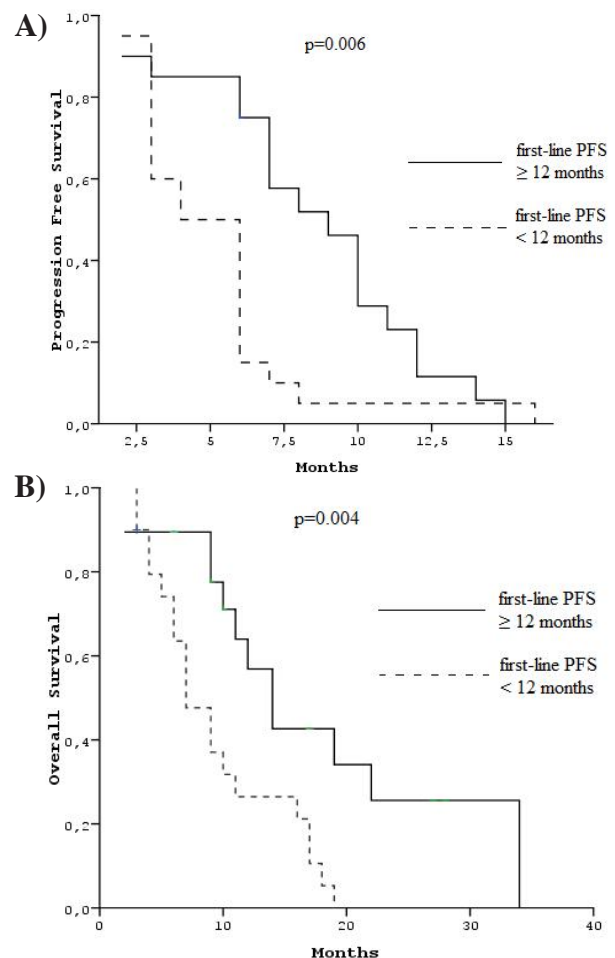 A)
p=0.006
1,0
0,8
0,6
0,4
0,2
0,0
Progression Free Survival
first-line PFS
≥ 12 months
first-line PFS
< 12 months
2,5 5 7,5 10 12,5 15
Months
B)
p=0.004
1,0
0,8
0,6
0,4
0,2
0,0
Overall Survival
first-line PFS
≥ 12 months
first-line PFS
< 12 months
0 10 20 30 40
Months